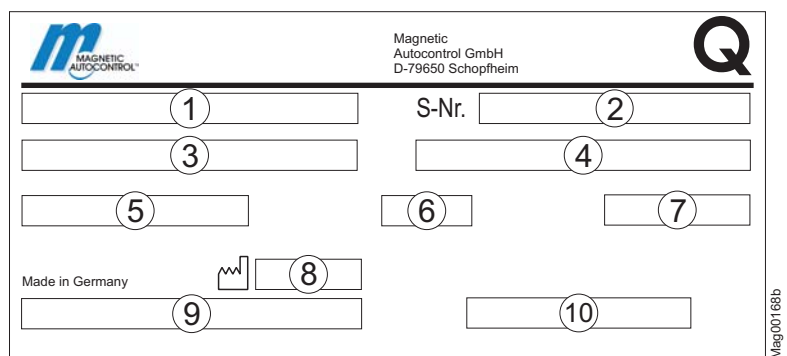 MAGNETIC
AUTOCONTROL
Magnetic
Autocontrol GmbH
D-79650 Schopfheim
Q
1
S-Nr. 2
3 4
5 6 7
Made in Germany 8
9 10
Mag00168b